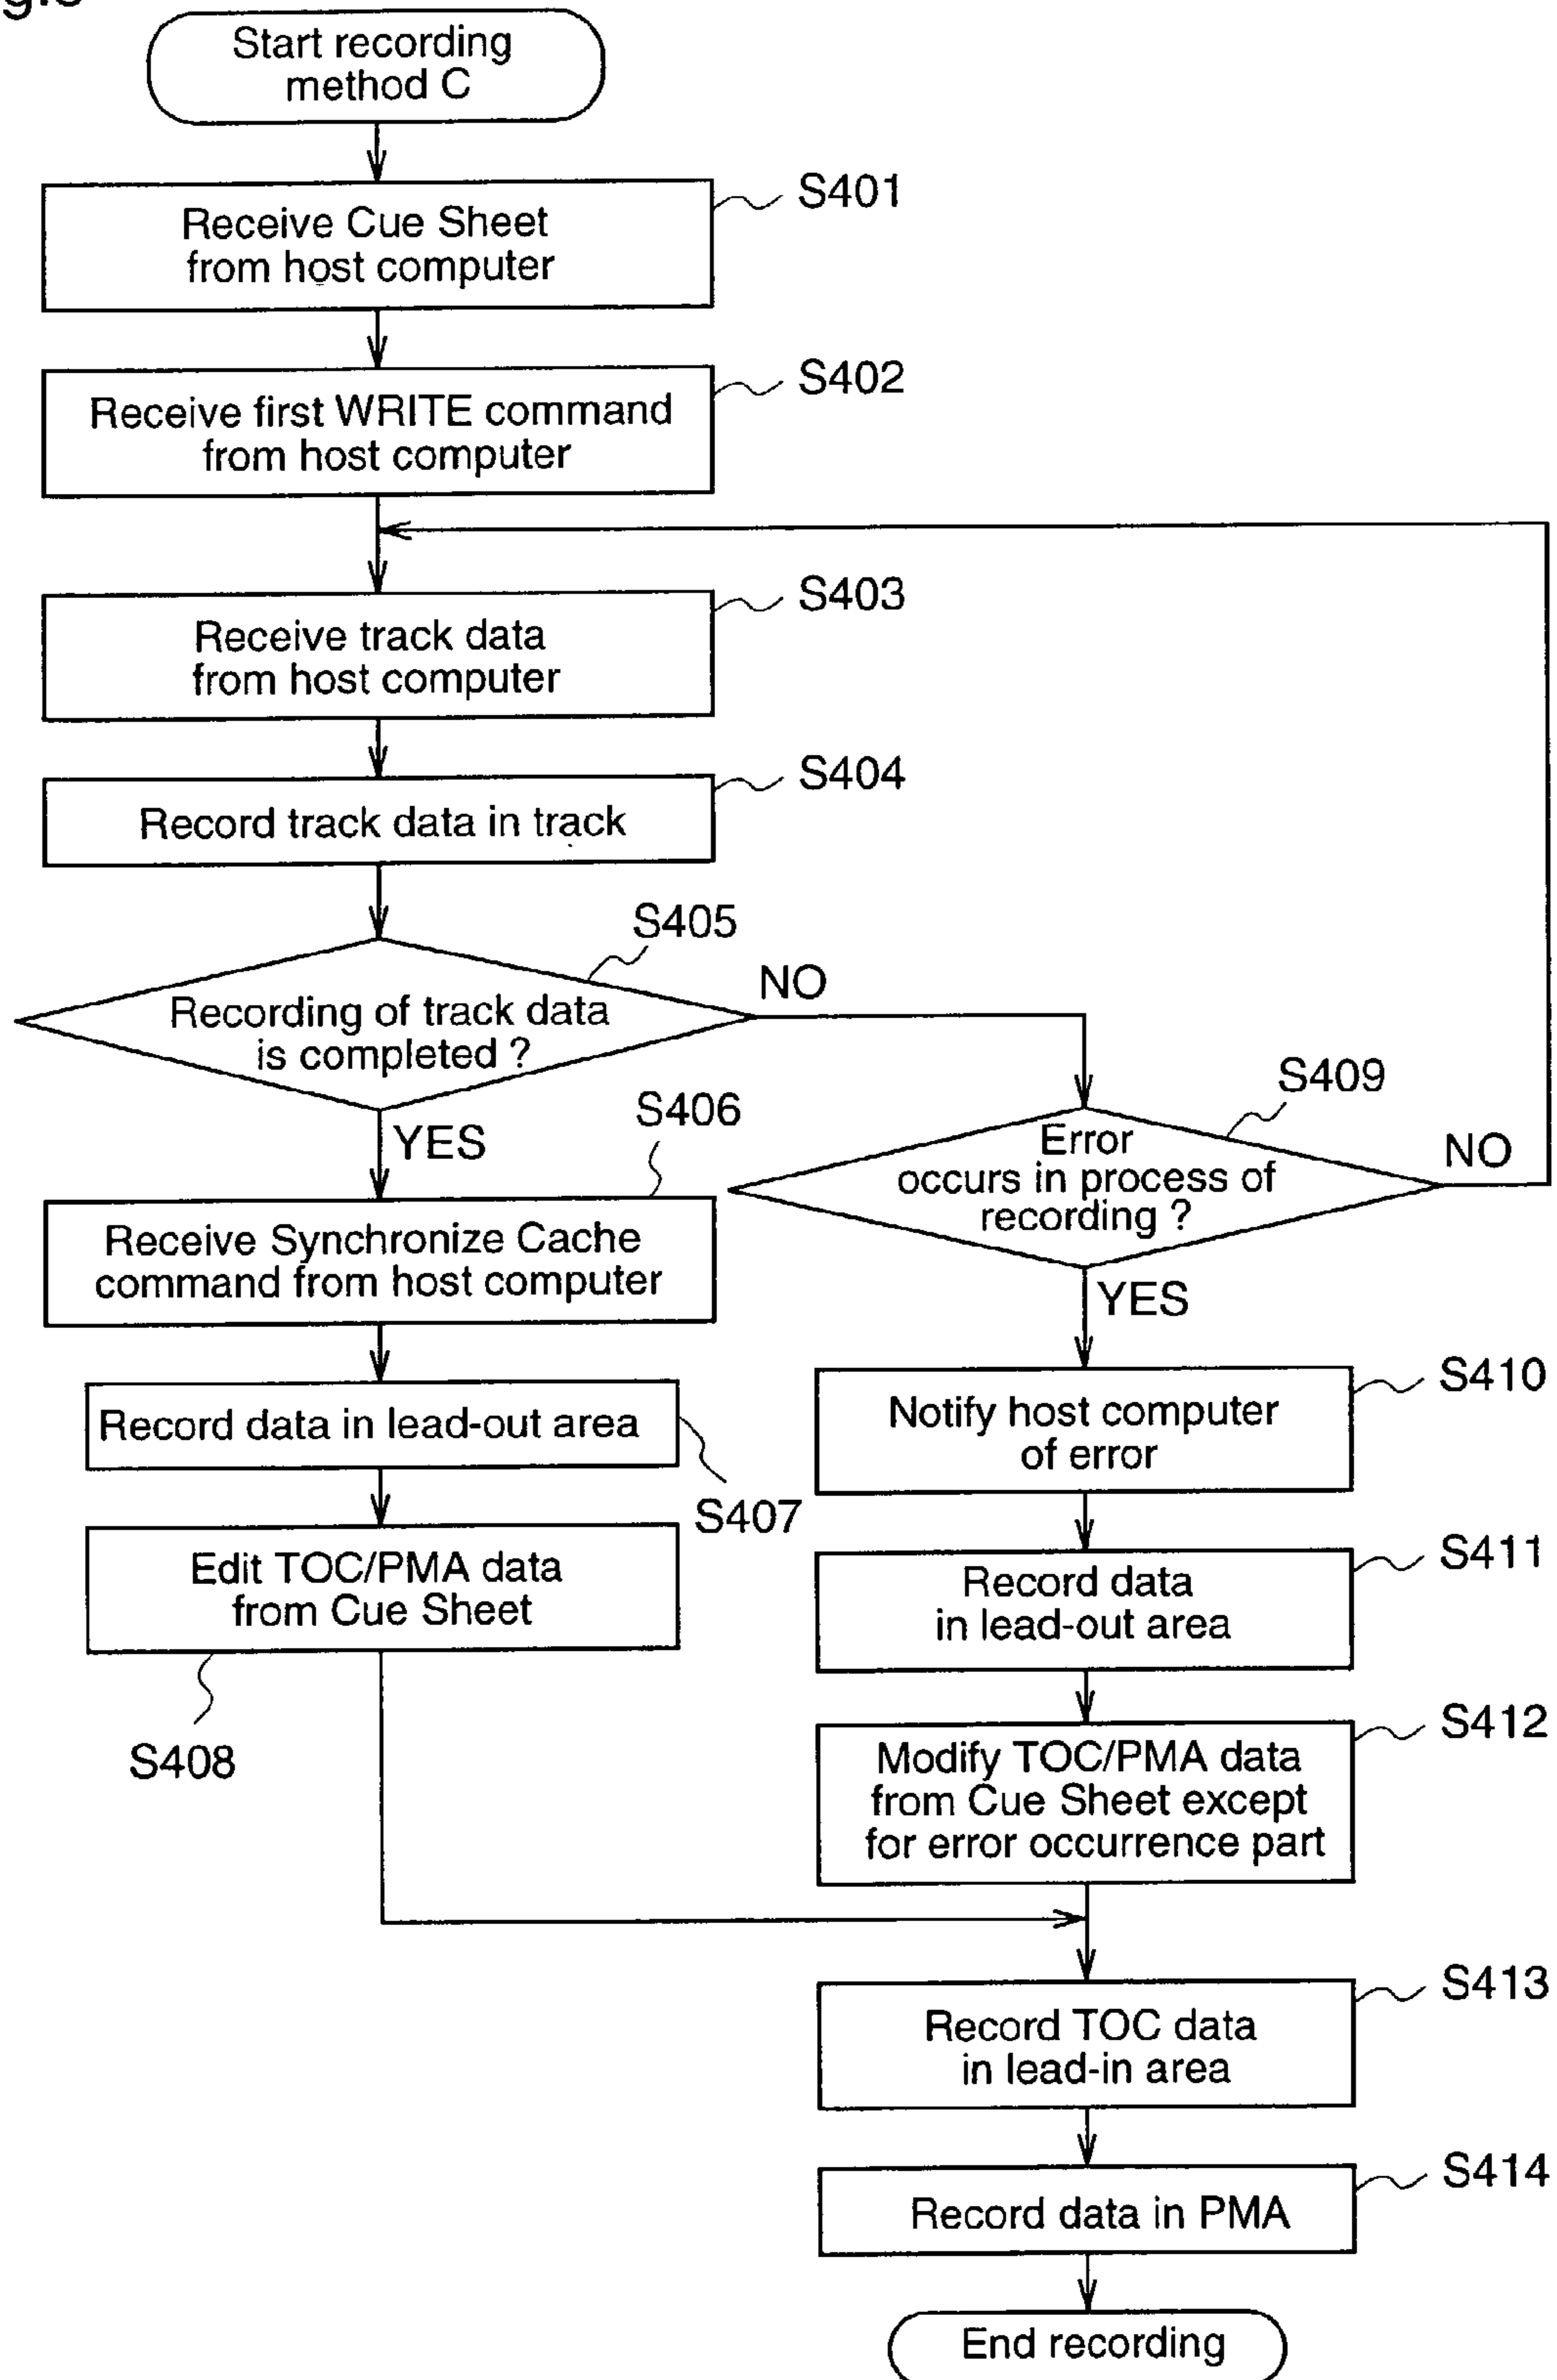 Start recording
method C
S401
Receive Cue Sheet
from host computer
S402
Receive first WRITE command
from host computer
S403
Receive track data
from host computer
S404
Record track data in track
S405
Recording of track data
is completed ?
NO
YES
S409
Error
occurs in process of
recording ?
NO
YES
S406
Receive Synchronize Cache
command from host computer
Record data in lead-out area
S407
Edit TOC/PMA data
from Cue Sheet
S408
S410
Notify host computer
of error
S411
Record data
in lead-out area
S412
Modify TOC/PMA data
from Cue Sheet except
for error occurrence part
S413
Record TOC data
in lead-in area
S414
Record data in PMA
End recording